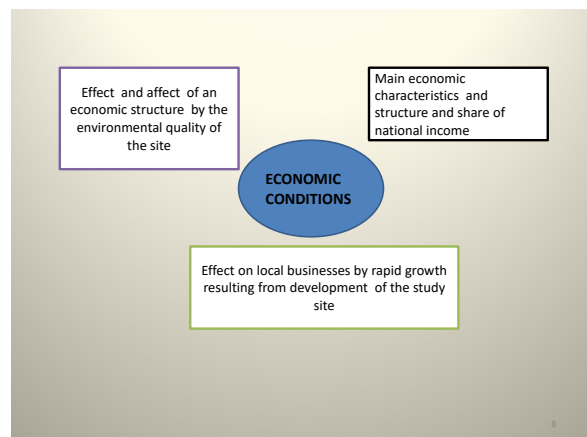 Effect and affect of an
economic structure by the
environmental quality of
the site
Main economic
characteristics and
structure and share of
national income
ECONOMIC
CONDITIONS
Effect on local businesses by rapid growth
resulting from development of the study
site
8